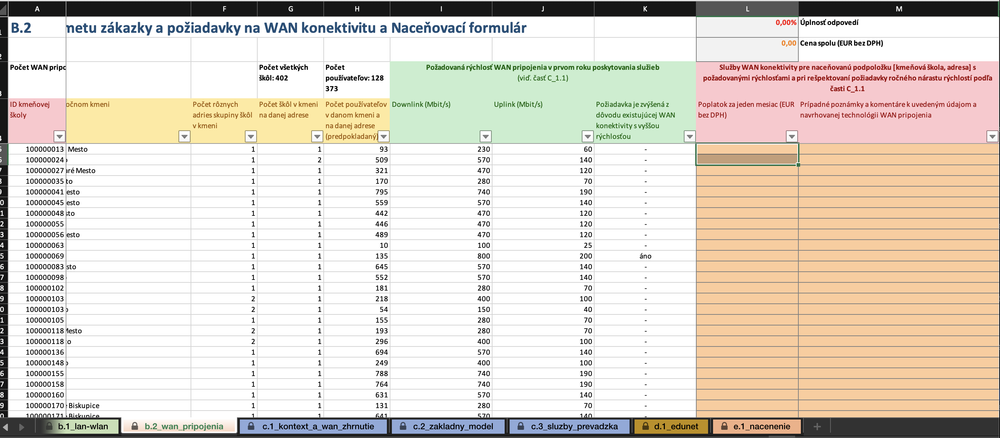 A F G H I J K L M
B.2 metu zákazky a požiadavky na WAN konektivitu a Naceňovací formulár 0,00% Úplnosť odpovedí
0,00 Cena spolu (EUR bez DPH)
Počet WAN pripo
Počet všetkých
škôl: 402
Počet
používateľov: 128
373
Požadovaná rýchlosť WAN pripojenia v prvom roku poskytovania služieb
(viď. časť C_1.1)
Služby WAN konektivity pre naceňovanú podpoložku [kmeňová škola, adresa] s
požadovanými rýchlosťami a pri rešpektovaní požiadavky ročného nárastu rýchlostí podľa
časti C_1.1
ID kmeňovej
školy
očnom kmeni
Počet rôznych
adries skupiny škôl
v kmeni
Počet škôl v kmeni
na danej adrese
Počet používateľov
v danom kmeni a
na danej adrese
(predpokladaný)
Downlink (Mbit/s)
Uplink (Mbit/s)
Požiadavka je zvýšená z
dôvodu existujúcej WAN
konektivity s vyššou
rýchlosťou
Poplatok za jeden mesiac (EUR
bez DPH)
Prípadné poznámky a komentáre k uvedeným údajom a
navrhovanej technológii WAN pripojenia
100000013 Mesto 1 1 93 230 60 -
100000024 1 2 509 570 140 -
100000027 aré Mesto 1 1 321 470 120 -
100000035 to 1 1 170 280 70 -
100000041 esto 1 1 795 740 190 -
100000045 esto 1 1 559 570 140 -
100000048 sto 1 1 442 470 120 -
100000055 1 1 446 470 120 -
100000056 esto 1 1 489 470 120 -
100000063 1 1 10 100 25 -
100000069 1 1 135 800 200 áno
100000083 sto 1 1 645 570 140 -
100000098 1 1 552 570 140 -
100000102 1 1 181 280 70 -
100000103 2 1 218 400 100 -
100000103 2 1 54 150 40 -
100000105 1 1 155 280 70 -
100000118 Mesto 2 1 193 280 70 -
100000118 to 2 1 296 400 100 -
100000136 1 1 694 570 140 -
100000148 1 1 249 400 100 -
100000155 1 1 788 740 190 -
100000158 1 1 764 740 190 -
100000160 1 1 631 570 140 -
100000170 Biskupice 1 1 131 280 70 -
100000171 Biskupice 1 1 641 570 140 -
b.1_lan-wlan b.2_wan_pripojenia c.1_kontext_a_wan_zhrnutie c.2_zakladny_model c.3_sluzby_prevadzka d.1_edunet e.1_nacenenie